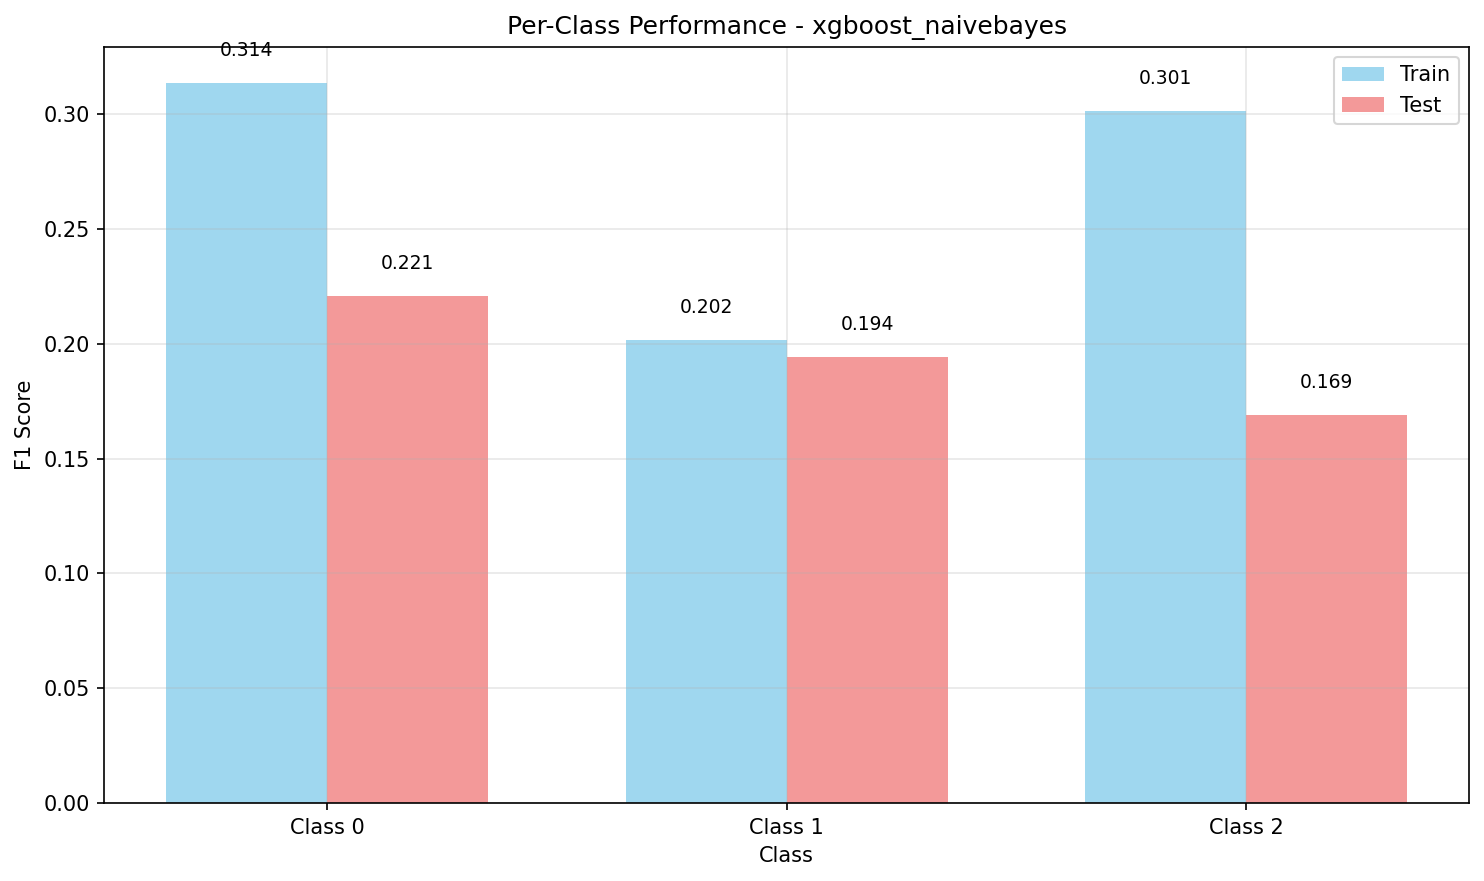 Per-Class Performance - xgboost_naivebayes
0.314
0.301
Train
Test
0.221
0.202
0.194
0.169
0.30
0.25
0.20
0.15
0.10
0.05
0.00
F1 Score
Class 0
Class 1
Class 2
Class